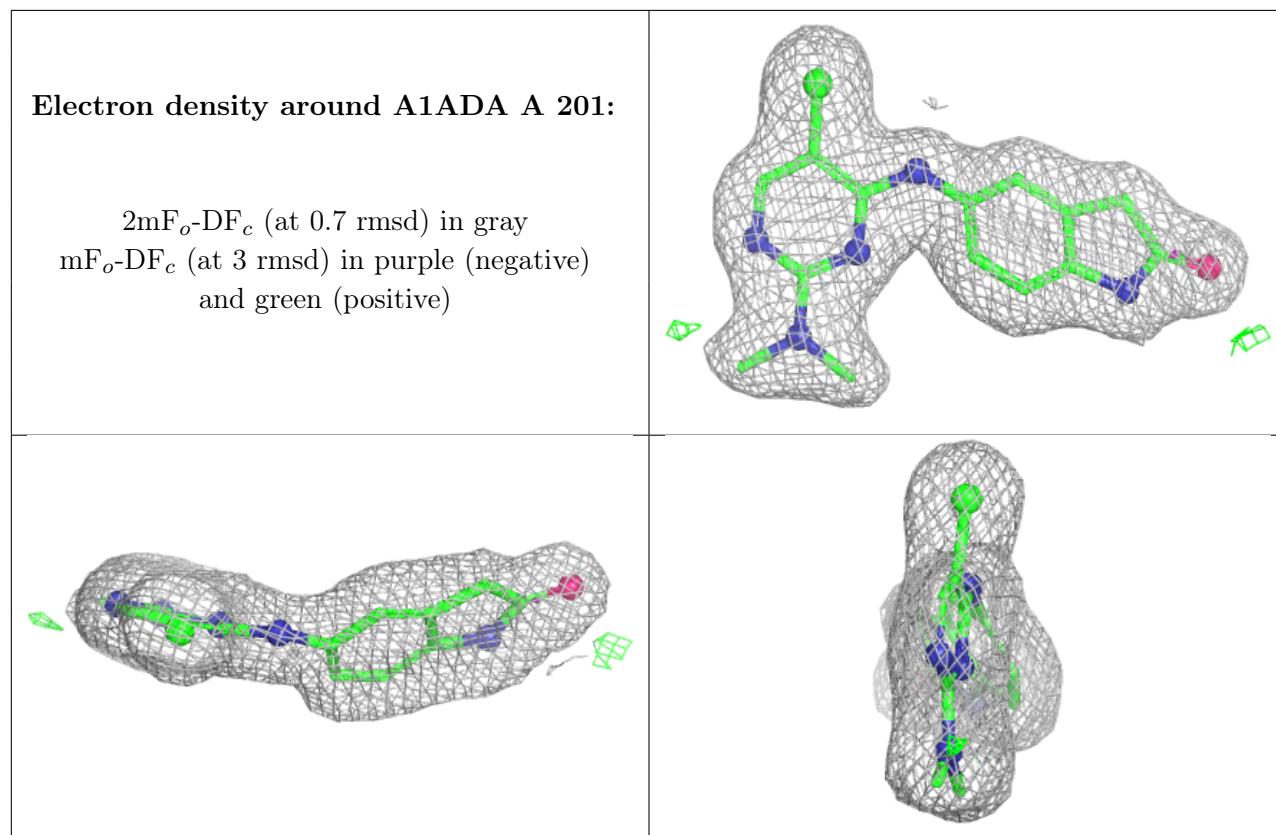 Electron density around A1ADA A 201:
2mFo-DFc (at 0.7 rmsd) in gray
mFo-DFc (at 3 rmsd) in purple (negative)
and green (positive)